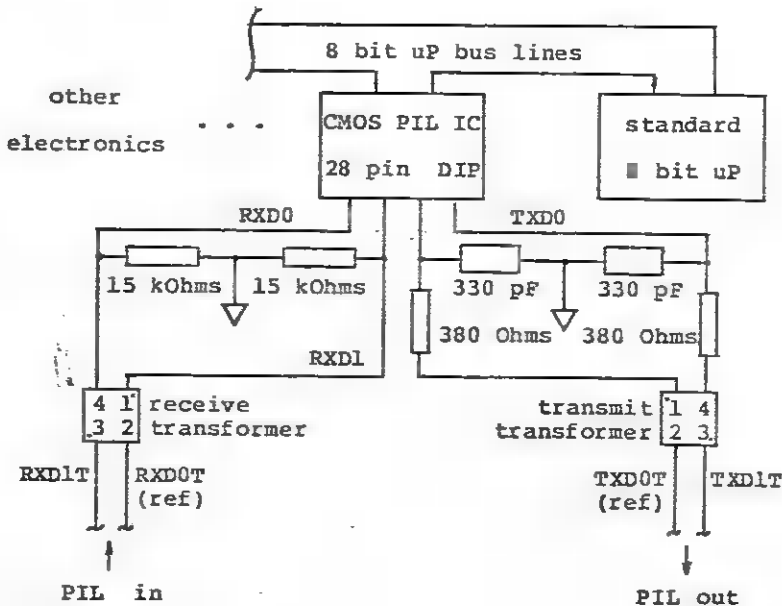 8 bit uP bus lines
other
electronics . . .
CMOS PIL IC
28 pin DIP
standard
bit uP
RXD0
TXD0
15 kOhms
15 kOhms
330 pF
330 pF
380 Ohms
380 Ohms
RXD1
4 1
3 2
receive
transformer
transmit
transformer
1 4
2 3
RXD1T
RXD0T
(ref)
TXD0T
(ref)
TXD1T
PIL in
PIL out